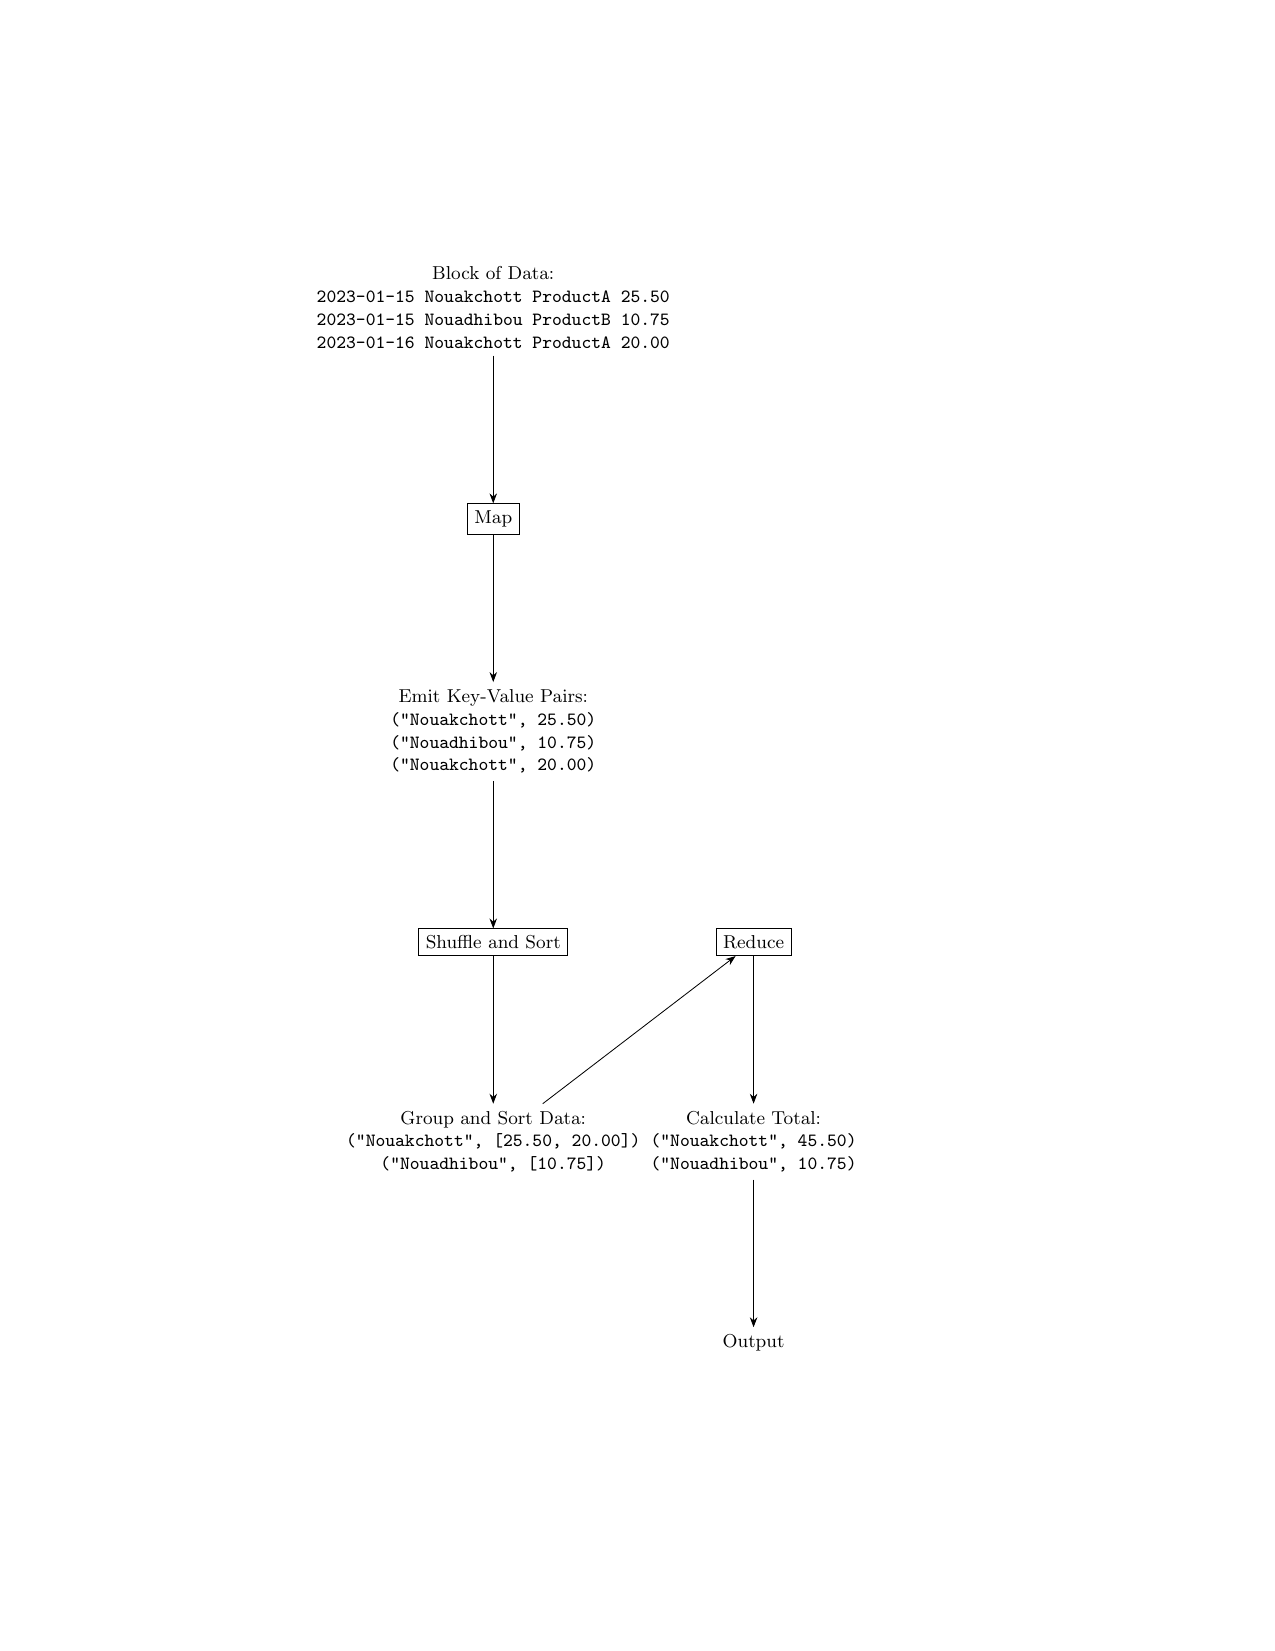 Block of Data:
2023-01-15 Nouakchott ProductA 25.50
2023-01-15 Nouadhibou ProductB 10.75
2023-01-16 Nouakchott ProductA 20.00
Map
Emit Key-Value Pairs:
("Nouakchott", 25.50)
("Nouadhibou", 10.75)
("Nouakchott", 20.00)
Shuffle and Sort
Group and Sort Data:
("Nouakchott", [25.50, 20.00])
("Nouadhibou", [10.75])
Reduce
Calculate Total:
("Nouakchott", 45.50)
("Nouadhibou", 10.75)
Output